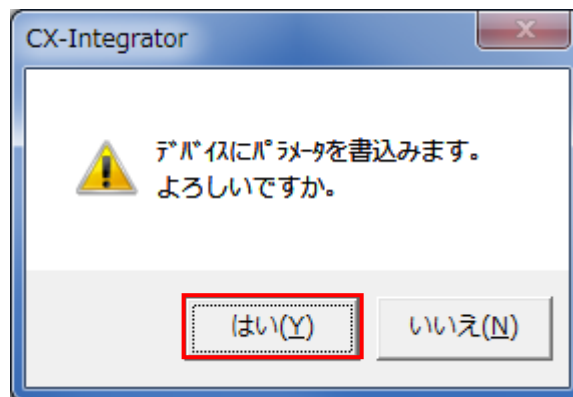 CX-Integrator
ﾃﾞﾊﾞｲｽにﾊﾟﾗﾒｰﾀを書込みます。
よろしいですか。
はい(Y)
いいえ(N)